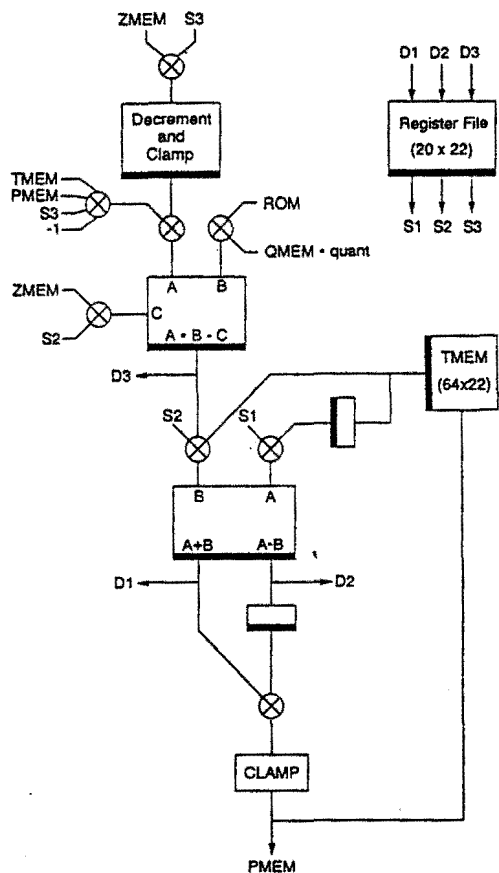 ZMEM S3
Decrement
and
Clamp
D1 D2 D3
Register File
(20 x 22)
S1 S2 S3
TMEM
PMEM
S3
-1
ROM
QMEM • quant
A B
C
A • B - C
ZMEM
S2
D3
TMEM
(64x22)
S2 S1
B A
A+B A-B
D1 D2
CLAMP
PMEM